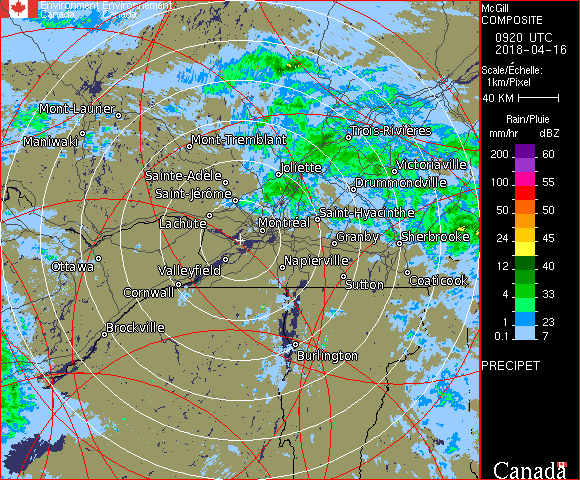 Environment Environnement
Canada Canada
McGill
COMPOSITE
0920 UTC
2018-04-16
Scale/Échelle:
1km/Pixel
40 KM
Rain/Pluie
mm/hr dBZ
200 60
150 57
100 55
50 50
24 45
12 40
4 33
1 23
0.1 7
PRECIPET
Canada
Mont-Laurier
Maniwaki
Mont-Tremblant
Trois-Rivières
Sainte-Adèle
Joliette
Victoriaville
Saint-Jérôme
Drummondville
Lachute
Montréal
Saint-Hyacinthe
Granby
Sherbrooke
Ottawa
Valleyfield
Napierville
Cornwall
Sutton
Coaticook
Brockville
Burlington